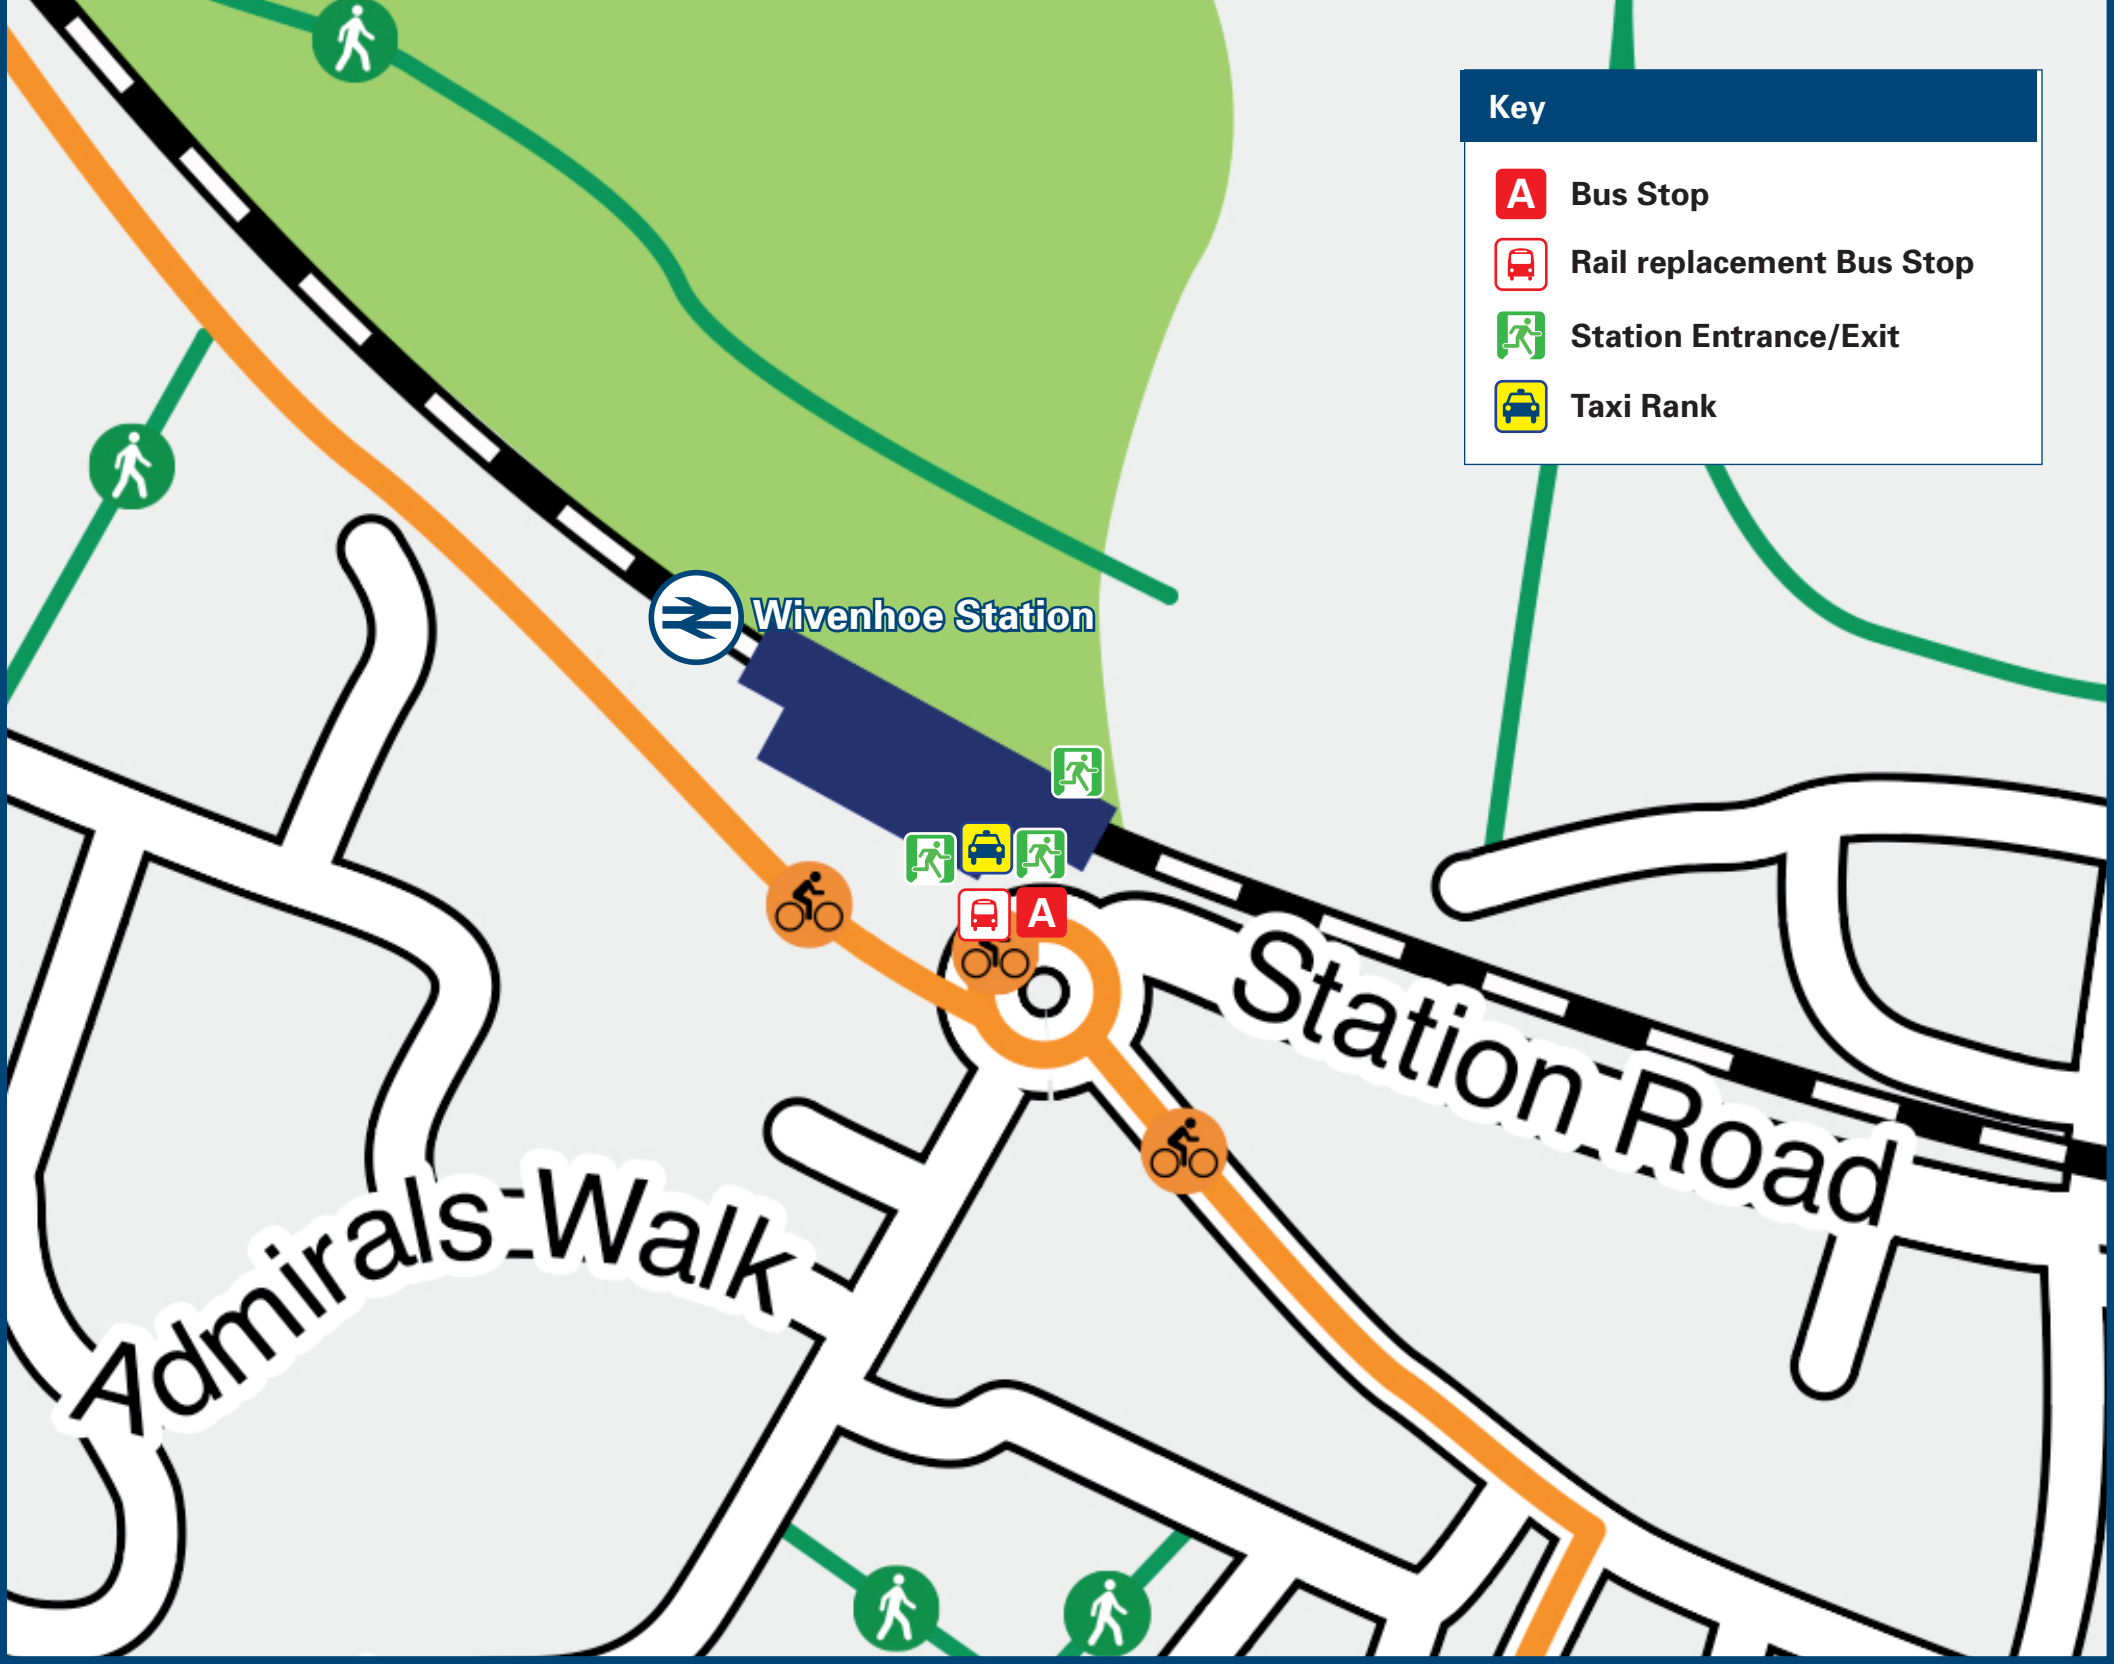 Key
A Bus Stop
Rail replacement Bus Stop
Station Entrance/Exit
Taxi Rank
Wivenhoe Station
A
Station Road
Admirals Walk